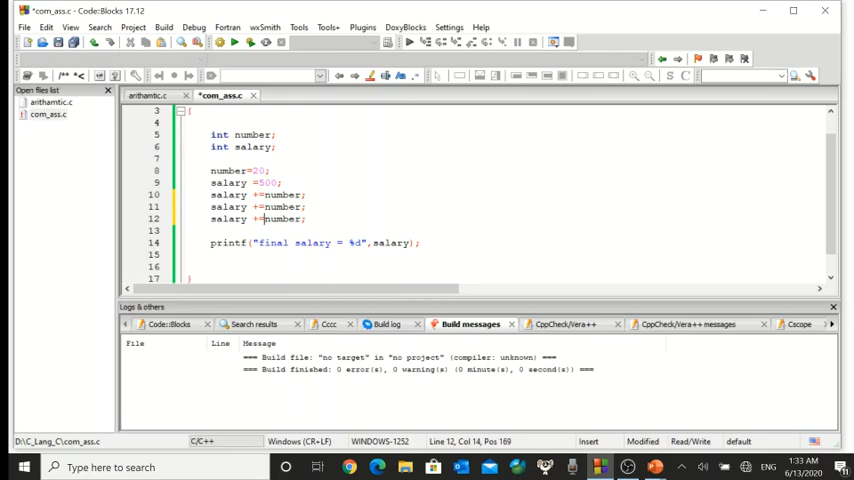 *com_ass.c - Code::Blocks 17.12
File Edit View Search Project Build Debug Fortran wxSmith Tools Tools+ Plugins DoxyBlocks Settings Help
/** *<
S C
Open files list
arithamtic.c
com_ass.c
arithamtic.c *com_ass.c
3 {
4
5 int number;
6 int salary;
7
8 number=20;
9 salary =500;
10 salary +=number;
11 salary +=number;
12 salary +=number;
13
14 printf("final salary = %d",salary);
15
16
17 }
Logs & others
Code::Blocks Search results Cccc Build log Build messages CppCheck/Vera++ CppCheck/Vera++ messages Cscope
File Line Message
=== Build file: "no target" in "no project" (compiler: unknown) ===
=== Build finished: 0 error(s), 0 warning(s) (0 minute(s), 0 second(s)) ===
D:\C_Lang_C\com_ass.c C/C++ Windows (CR+LF) WINDOWS-1252 Line 12, Col 14, Pos 169 Insert Modified Read/Write default
Type here to search
ENG
1:33 AM
6/13/2020